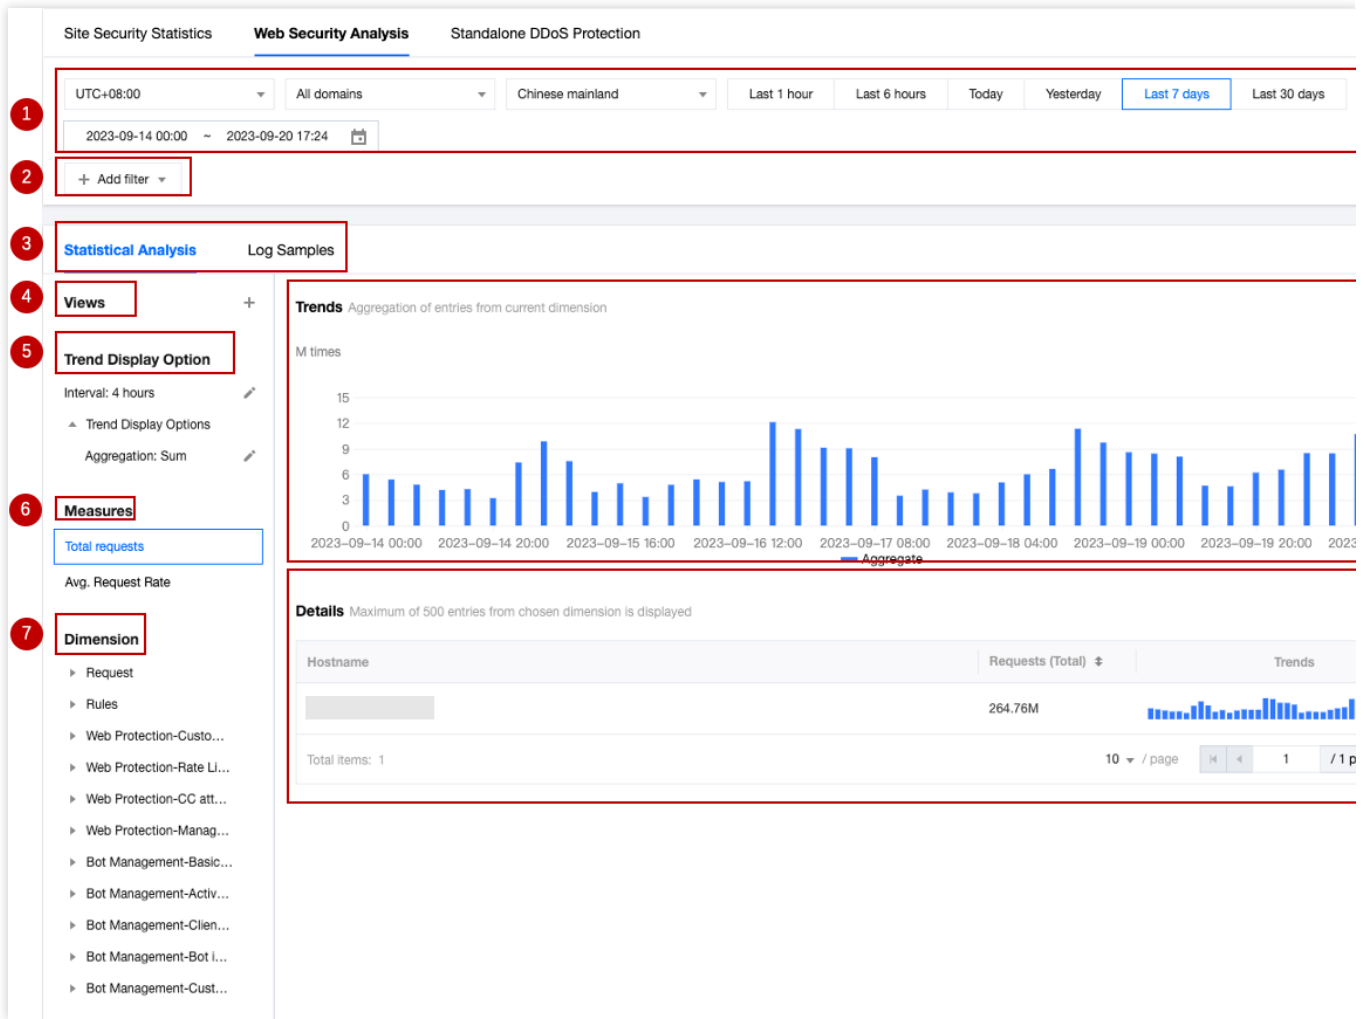 Site Security Statistics Web Security Analysis Standalone DDoS Protection
1 UTC+08:00 All domains Chinese mainland Last 1 hour Last 6 hours Today Yesterday Last 7 days Last 30 days
2023-09-14 00:00 ~ 2023-09-20 17:24
2 + Add filter
3 Statistical Analysis Log Samples
4 Views +
Trends Aggregation of entries from current dimension
5 Trend Display Option
M times
Interval: 4 hours
Trend Display Options
Aggregation: Sum
15
12
9
6
3
0
2023-09-14 00:00 2023-09-14 20:00 2023-09-15 16:00 2023-09-16 12:00 2023-09-17 08:00 2023-09-18 04:00 2023-09-19 00:00 2023-09-19 20:00 2023
Aggregate
6 Measures
Total requests
Avg. Request Rate
Details Maximum of 500 entries from chosen dimension is displayed
Hostname Requests (Total) Trends
264.76M
Total items: 1 10 / page 1 / 1 p
7 Dimension
Request
Rules
Web Protection-Custo...
Web Protection-Rate Li...
Web Protection-CC att...
Web Protection-Manag...
Bot Management-Basic...
Bot Management-Activ...
Bot Management-Clien...
Bot Management-Bot i...
Bot Management-Cust...